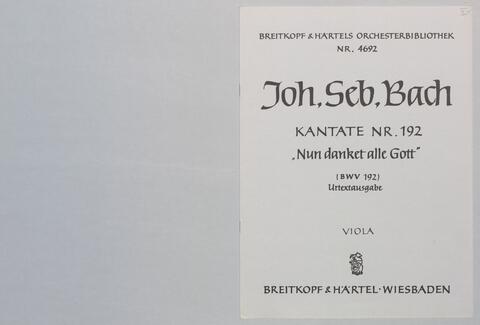 BREITKOPF & HÄRTELS ORCHESTERBIBLIOTHEK
NR. 4692
Joh. Seb. Bach
KANTATE NR. 192
„Nun danket alle Gott"
(BWV 192)
Urtextausgabe
VIOLA
BREITKOPF & HÄRTEL · WIESBADEN